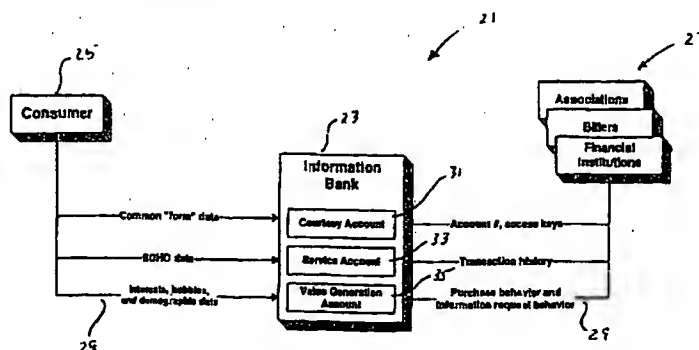 21
25
Consumer
23
Information
Bank
31
Courtesy Account
33
Service Account
35
Value Generation
Account
Common "form" data
SOHO data
Interests, hobbies,
and demographic data
29
Associations
Billers
Financial
Institutions
Account #, access keys
Transaction history
Purchase behavior and
information request behavior
29